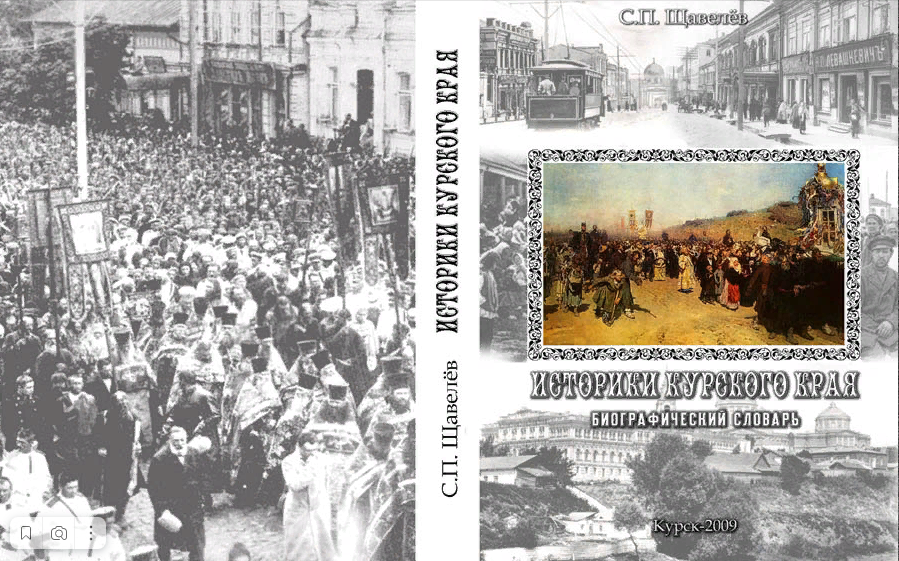 ИСТОРИКИ КУРСКОГО КРАЯ
С.П. Щавелёв
С.П. Щавелёв
ИСТОРИКИ КУРСКОГО КРАЯ
БИОГРАФИЧЕСКИЙ СЛОВАРЬ
Курск-2009